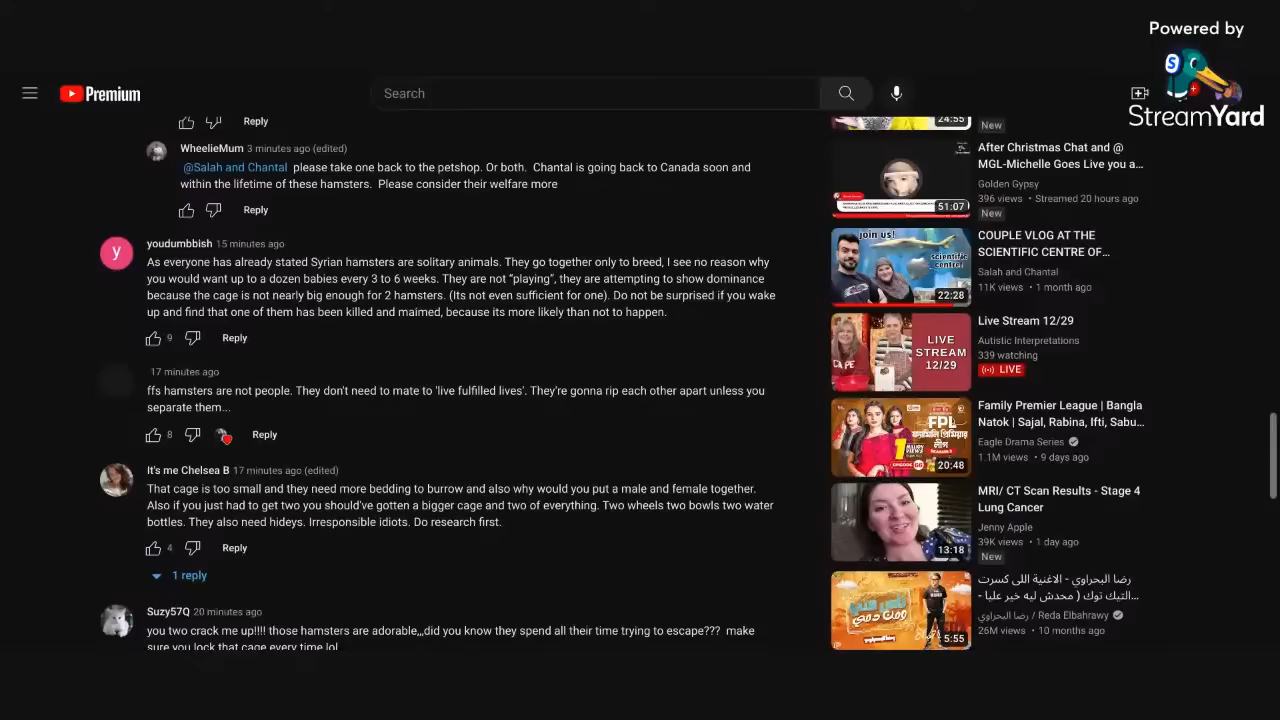 Powered by
StreamYard
Premium
Search
Reply
WheelieMum 3 minutes ago (edited)
@Salah and Chantal please take one back to the petshop. Or both. Chantal is going back to Canada soon and
within the lifetime of these hamsters. Please consider their welfare more
Reply
y
youdumbbish 15 minutes ago
As everyone has already stated Syrian hamsters are solitary animals. They go together only to breed, I see no reason why
you would want up to a dozen babies every 3 to 6 weeks. They are not “playing”, they are attempting to show dominance
because the cage is not nearly big enough for 2 hamsters. (Its not even sufficient for one). Do not be surprised if you wake
up and find that one of them has been killed and maimed, because its more likely than not to happen.
9 Reply
17 minutes ago
ffs hamsters are not people. They don't need to mate to 'live fulfilled lives'. They're gonna rip each other apart unless you
separate them...
8 Reply
It's me Chelsea B 17 minutes ago (edited)
That cage is too small and they need more bedding to burrow and also why would you put a male and female together.
Also if you just had to get two you should've gotten a bigger cage and two of everything. Two wheels two bowls two water
bottles. They also need hideys. Irresponsible idiots. Do research first.
4 Reply
1 reply
Suzy57Q 20 minutes ago
you two crack me up!!!! those hamsters are adorable,,,did you know they spend all their time trying to escape??? make
sure you lock that cage every time lol
24:55
New
51:07
After Christmas Chat and @
MGL-Michelle Goes Live you a...
Golden Gypsy
396 views • Streamed 20 hours ago
New
join us!
scientific
centre!
22:28
COUPLE VLOG AT THE
SCIENTIFIC CENTRE OF...
Salah and Chantal
11K views • 1 month ago
LIVE
STREAM
12/29
Live Stream 12/29
Autistic Interpretations
339 watching
LIVE
FPL
20:48
Family Premier League | Bangla
Natok | Sajal, Rabina, Ifti, Sabu...
Eagle Drama Series
1.1M views • 9 days ago
13:18
MRI/ CT Scan Results - Stage 4
Lung Cancer
Jenny Apple
39K views • 1 day ago
New
5:55
رضا البحراوي - الاغنية اللى كسرت
التيك توك ( محدش ليه خير عليا -...
رضا البحراوي / Reda Elbahrawy
26M views • 10 months ago